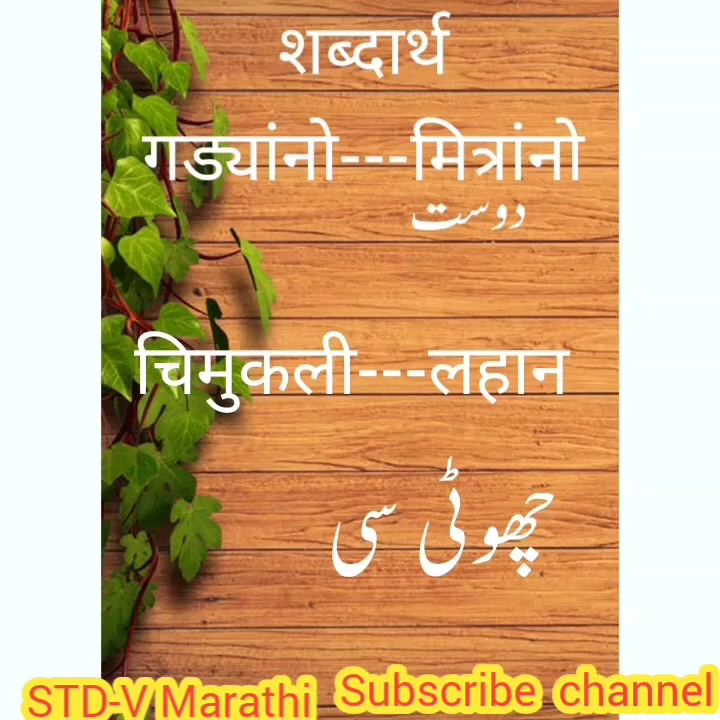 शब्दार्थ
गड्यांनो---मित्रांनो
دوست
चिमुकली---लहान
چھوٹی سی
STD-V Marathi Subscribe channel